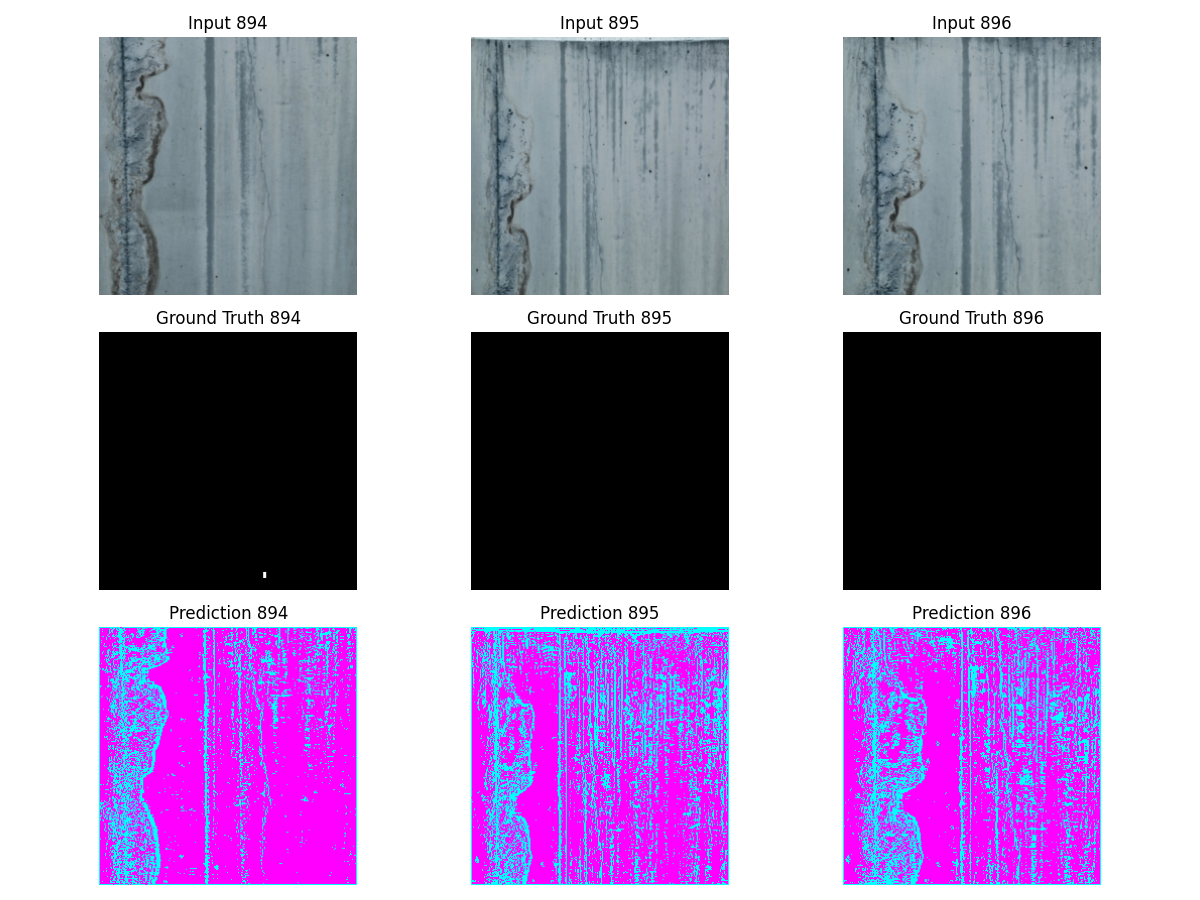 Input 894
Input 895
Input 896
Ground Truth 894
Ground Truth 895
Ground Truth 896
Prediction 894
Prediction 895
Prediction 896